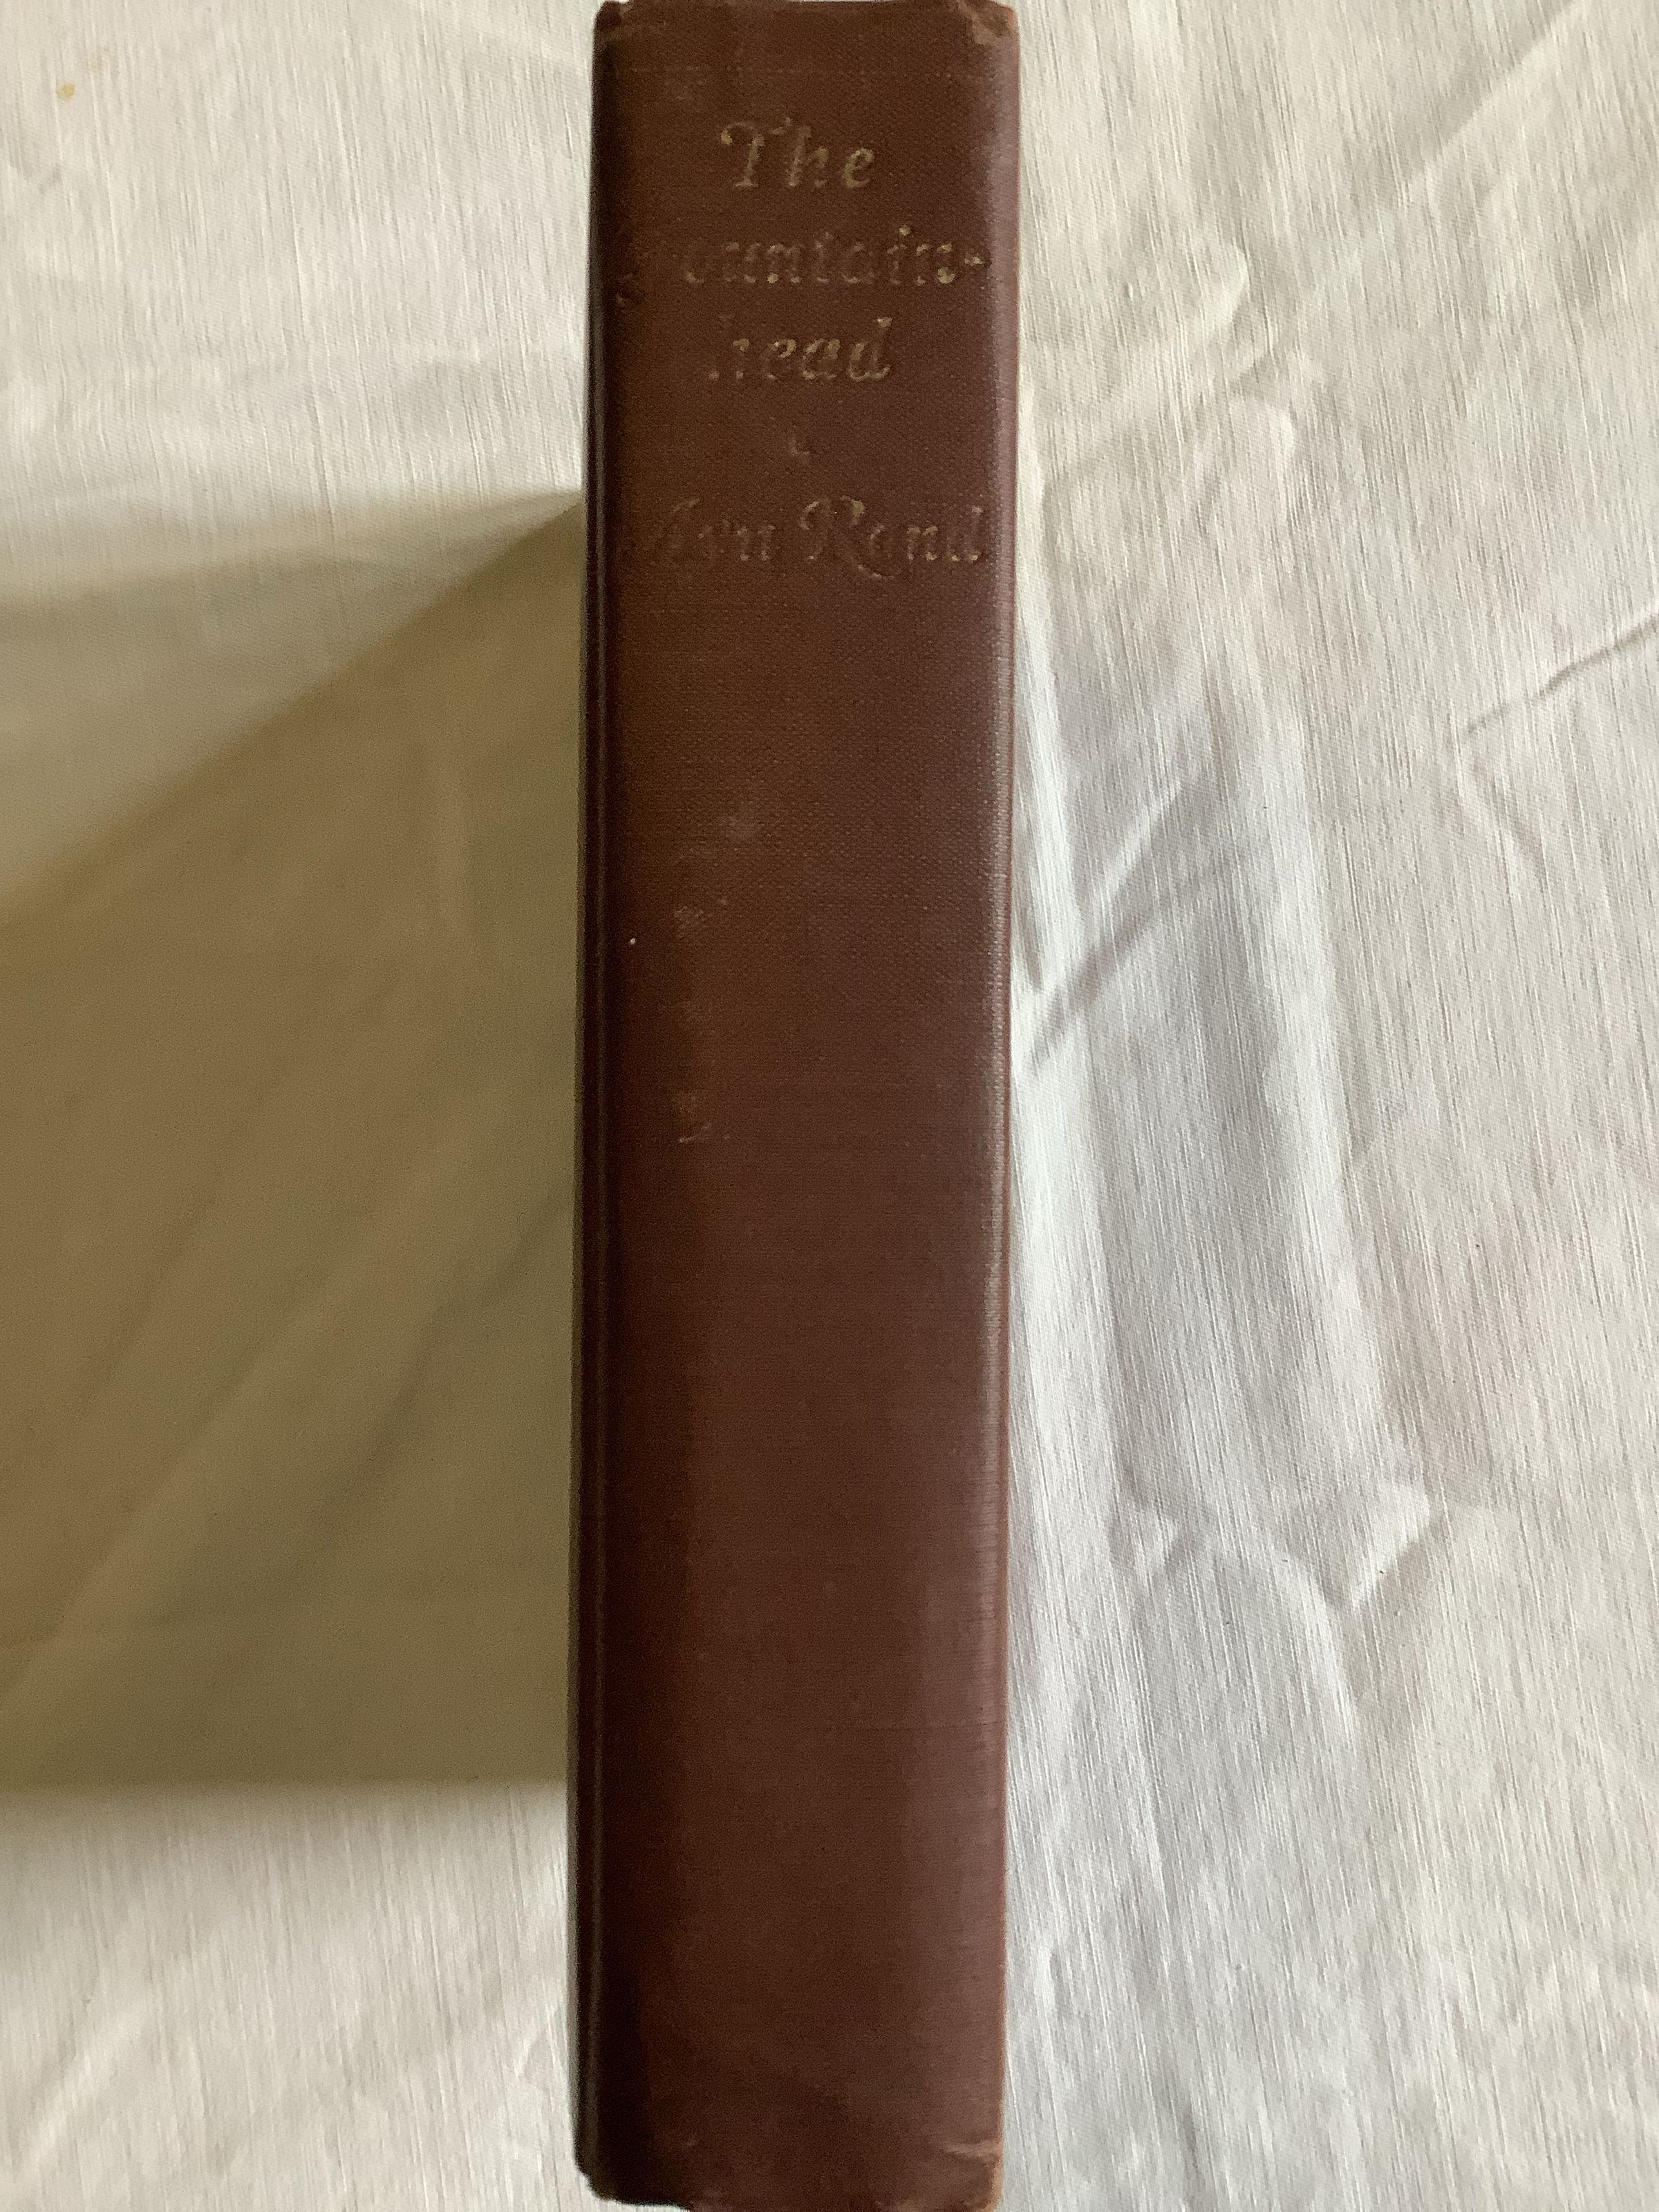 The
Fountain-
head
Ayn Rand